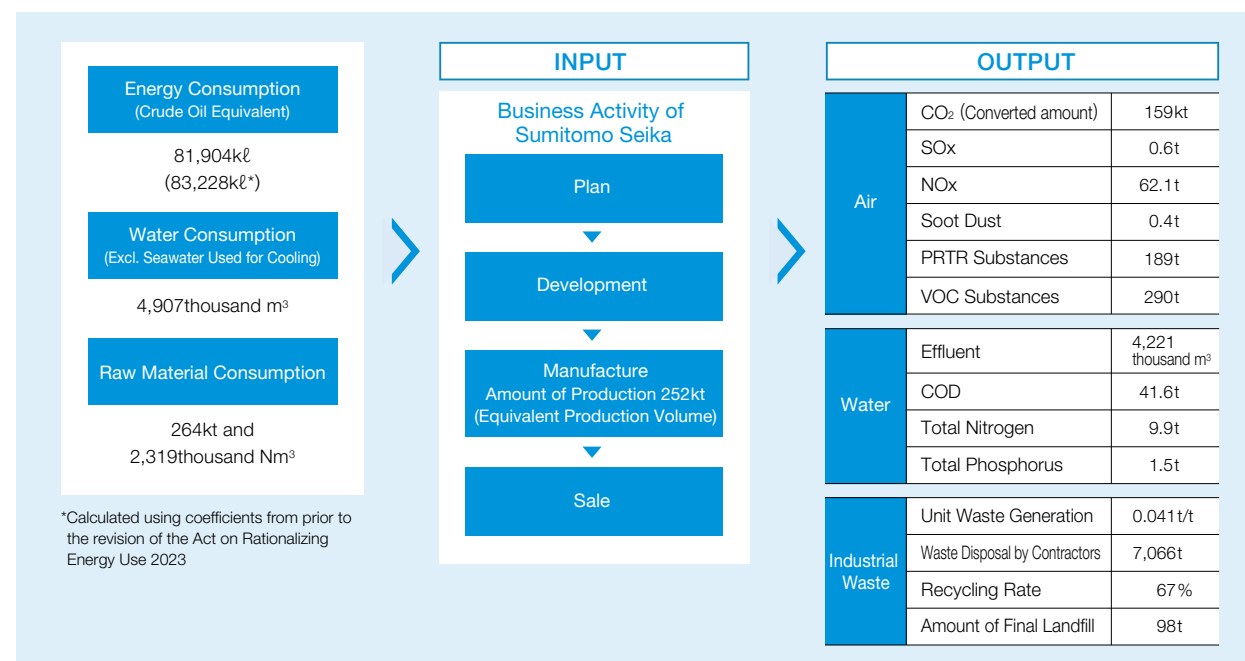 Energy Consumption
(Crude Oil Equivalent)
81,904kℓ
(83,228kℓ*)
Water Consumption
(Excl. Seawater Used for Cooling)
4,907thousand m³
Raw Material Consumption
264kt and
2,319thousand Nm³
*Calculated using coefficients from prior to
the revision of the Act on Rationalizing
Energy Use 2023
INPUT
Business Activity of
Sumitomo Seika
Plan
Development
Manufacture
Amount of Production 252kt
(Equivalent Production Volume)
Sale
OUTPUT
Air
CO₂ (Converted amount) 159kt
SOx 0.6t
NOx 62.1t
Soot Dust 0.4t
PRTR Substances 189t
VOC Substances 290t
Water
Effluent 4,221
thousand m³
COD 41.6t
Total Nitrogen 9.9t
Total Phosphorus 1.5t
Industrial
Waste
Unit Waste Generation 0.041t/t
Waste Disposal by Contractors 7,066t
Recycling Rate 67%
Amount of Final Landfill 98t